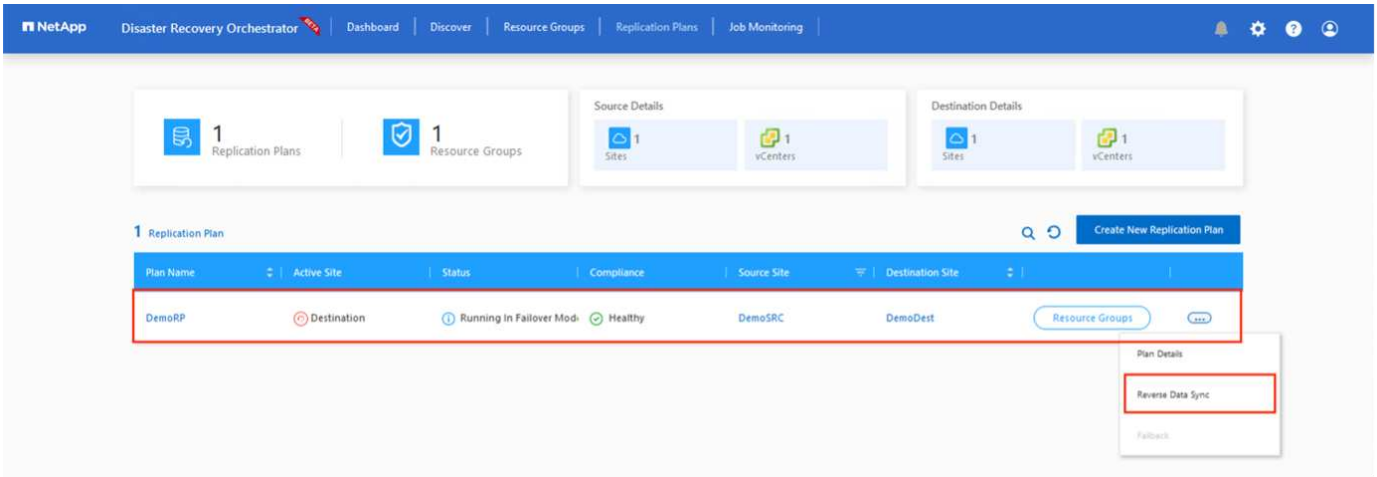 NetApp Disaster Recovery Orchestrator BETA Dashboard Discover Resource Groups Replication Plans Job Monitoring ?
Source Details Destination Details
1 Replication Plans 1 Resource Groups 1 Sites 1 vCenters 1 Sites 1 vCenters
1 Replication Plan Create New Replication Plan
Plan Name Active Site Status Compliance Source Site Destination Site
DemoRP Destination Running In Failover Mod Healthy DemoSRC DemoDest Resource Groups ...
Plan Details
Reverse Data Sync
Failback